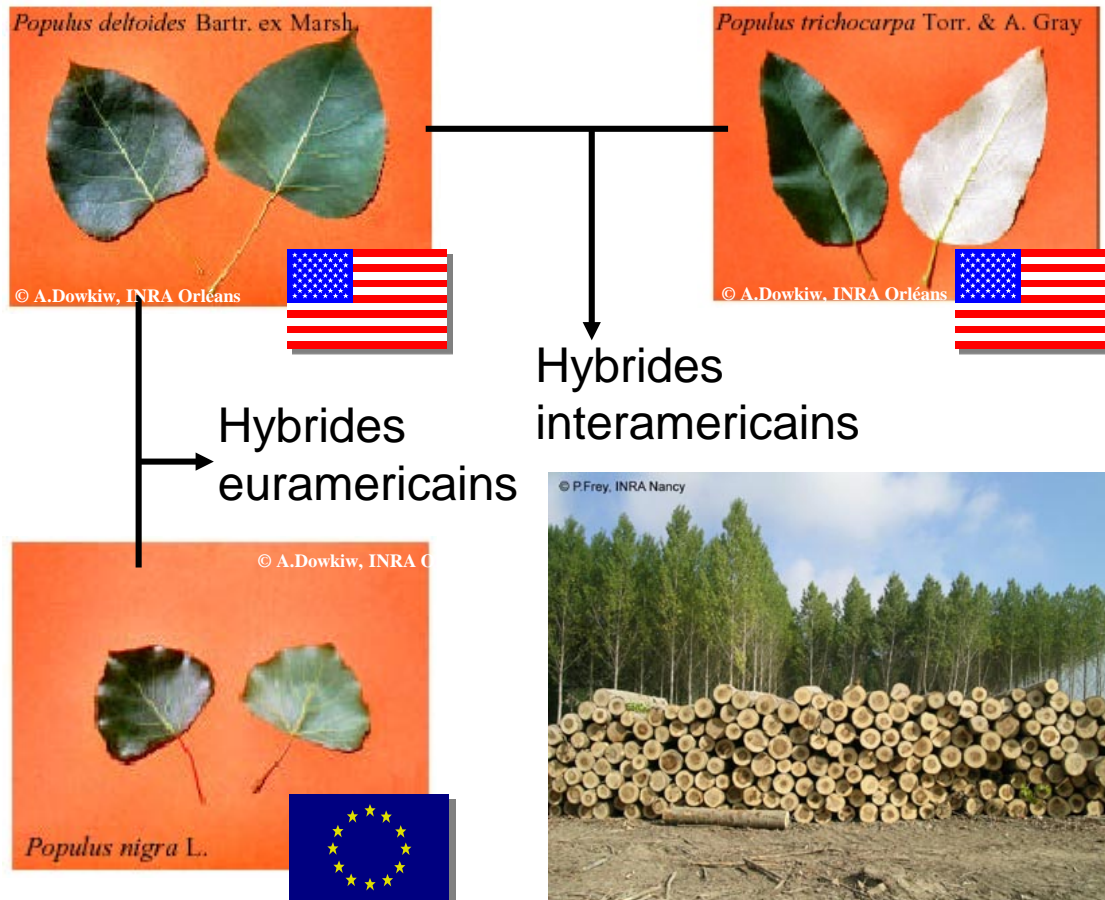 Populus deltoides Bartr. ex Marsh.
Populus trichocarpa Torr. & A. Gray
© A.Dowkiw, INRA Orléans
© A.Dowkiw, INRA Orléans
Hybrides
interamericains
Hybrides
euramericains
© P.Frey, INRA Nancy
© A.Dowkiw, INRA O
Populus nigra L.